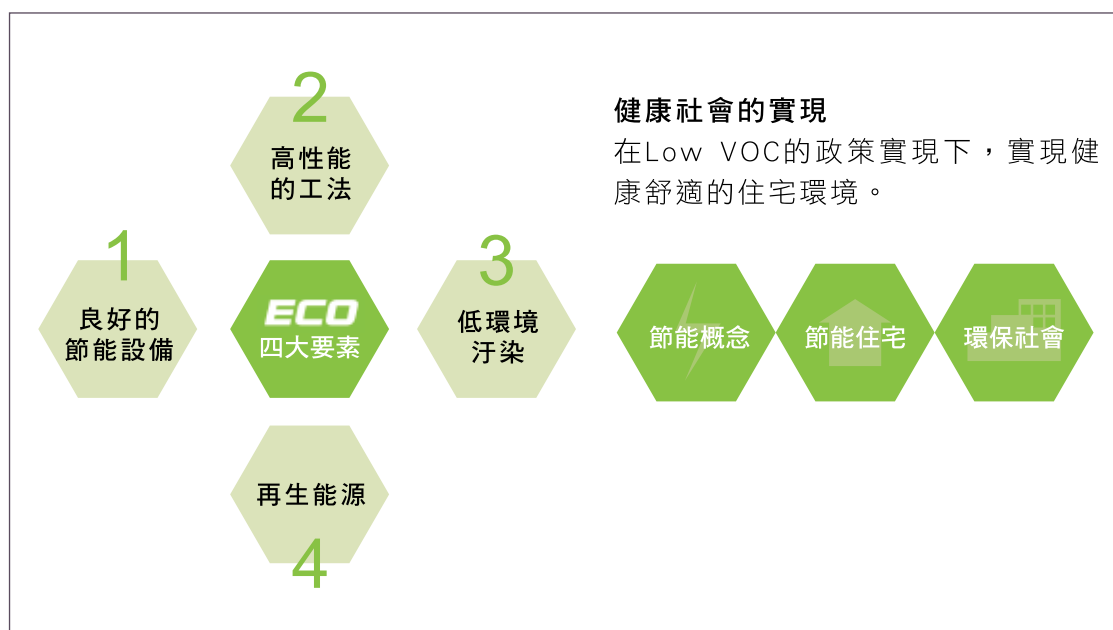 1
良好的
節能設備
2
高性能
的工法
ECO
四大要素
3
低環境
汙染
再生能源
4
健康社會的實現
在Low VOC的政策實現下，實現健
康舒適的住宅環境。
節能概念
節能住宅
環保社會